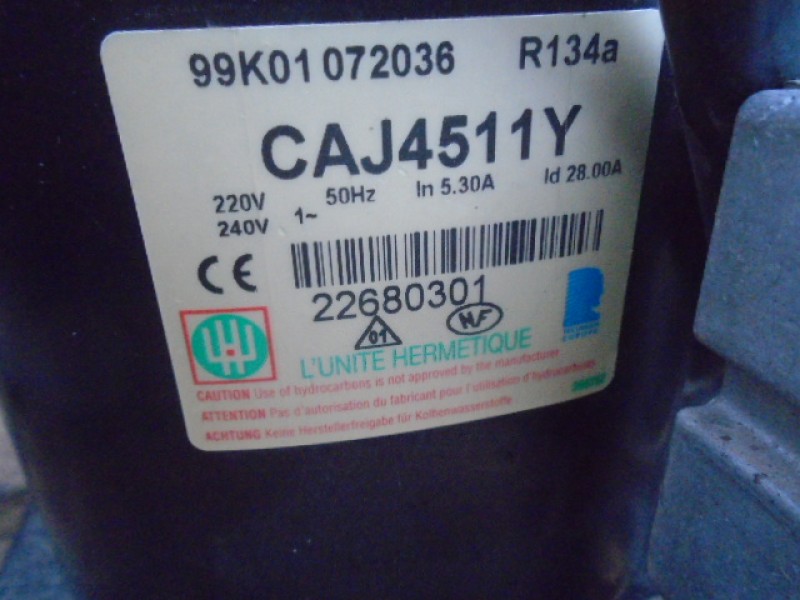 99K01 072036 R134a
CAJ4511Y
220V
240V 1~ 50Hz In 5.30A Id 28.00A
CE
22680301
01 NF
L'UNITE HERMETIQUE
CAUTION Use of hydrocarbens is not approved by the manufacturer
ATTENTION Pas d'autorisation du fabricant pour l'utilisation d'hydrocarbures
ACHTUNG Keine Herstellerfreigabe für Kolbenwasserstoffe